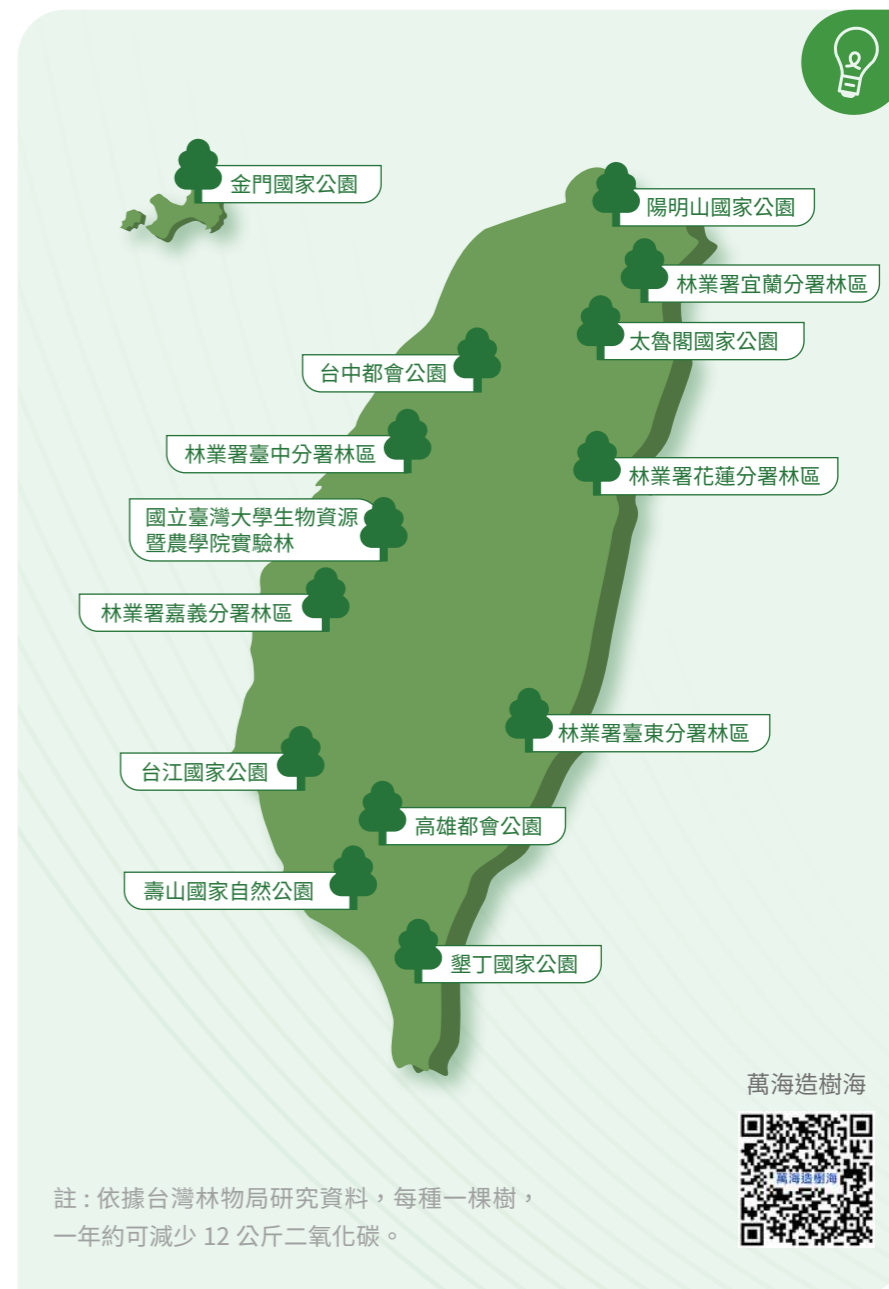 金門國家公園
陽明山國家公園
林業署宜蘭分署林區
太魯閣國家公園
台中都會公園
林業署臺中分署林區
林業署花蓮分署林區
國立臺灣大學生物資源
暨農學院實驗林
林業署嘉義分署林區
林業署臺東分署林區
台江國家公園
高雄都會公園
壽山國家自然公園
墾丁國家公園
萬海造樹海
萬海造樹海
註 : 依據台灣林物局研究資料，每種一棵樹，
一年約可減少 12 公斤二氧化碳。